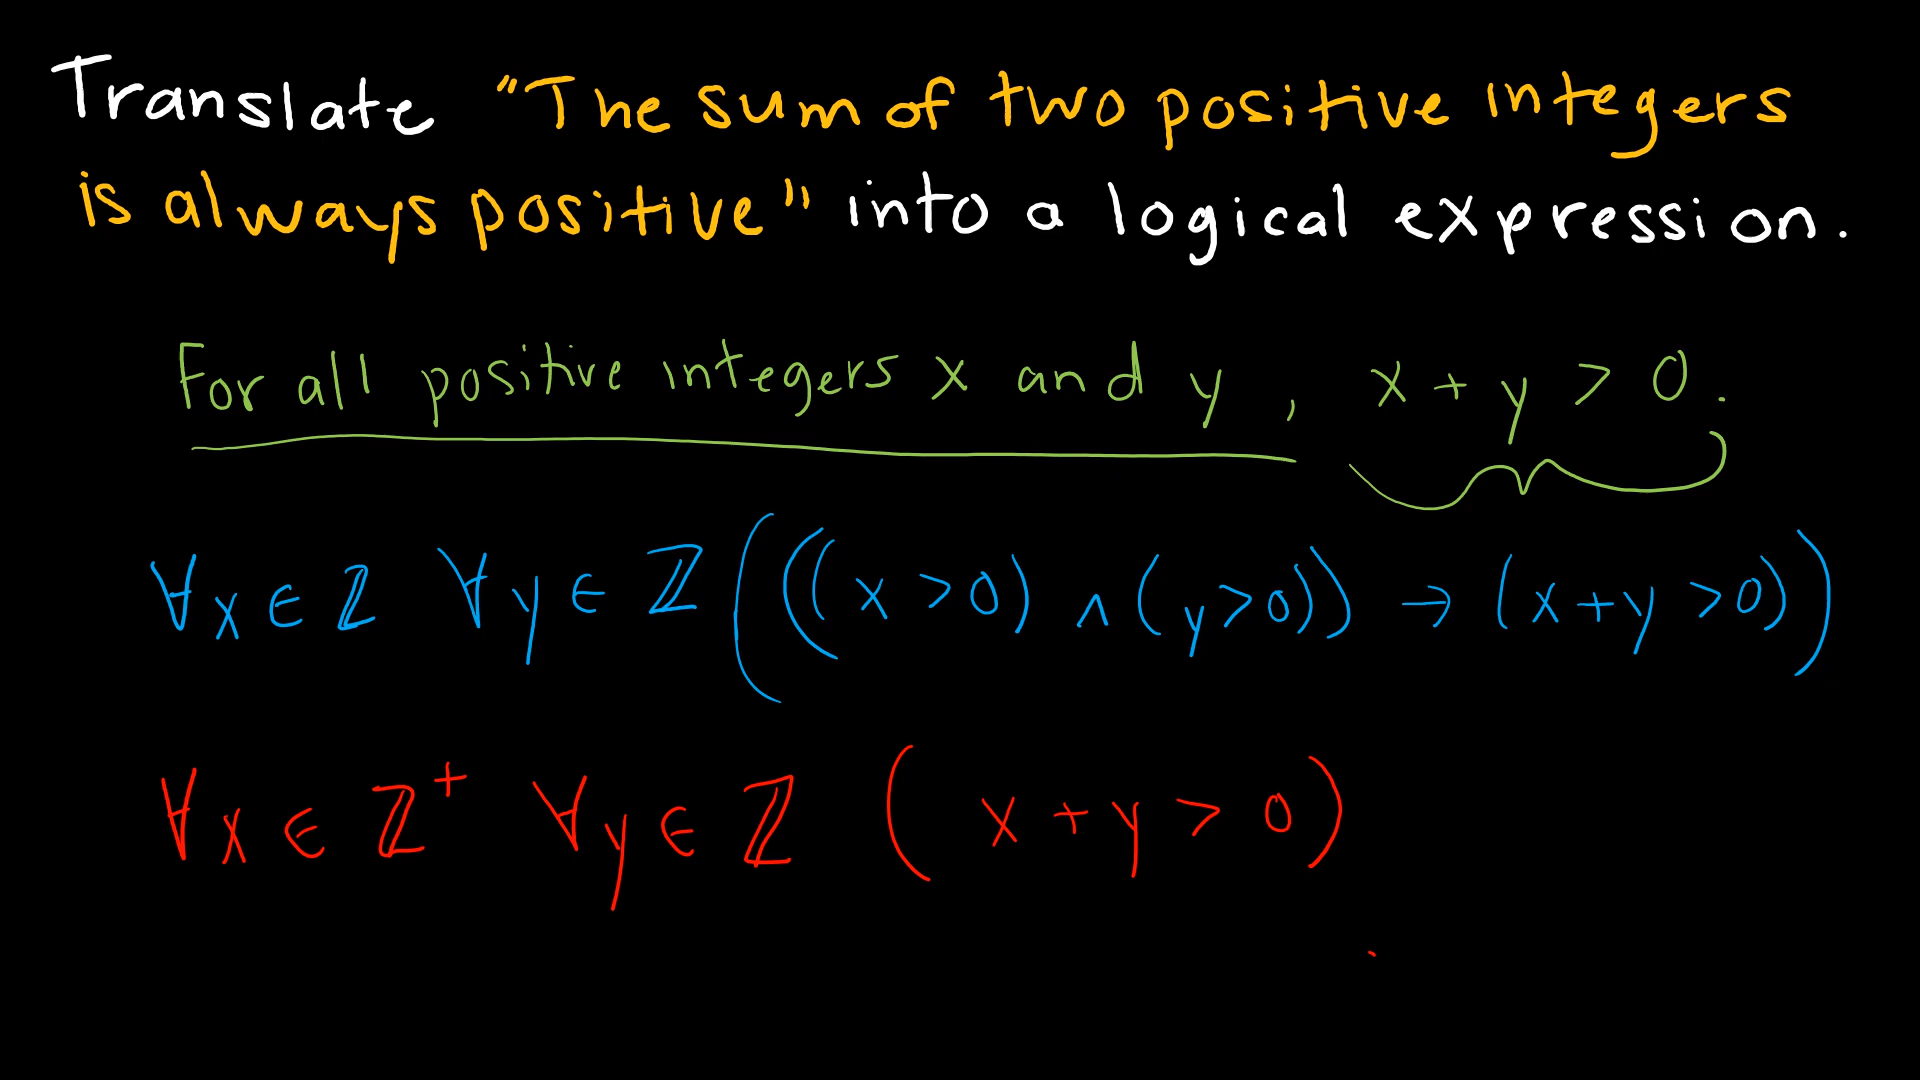 Translate "The sum of two positive integers
is always positive" into a logical expression.
For all positive integers x and y, x + y > 0.
∀x ∈ ℤ ∀y ∈ ℤ (((x > 0) ∧ (y > 0)) → (x + y > 0))
∀x ∈ ℤ⁺ ∀y ∈ ℤ (x + y > 0)